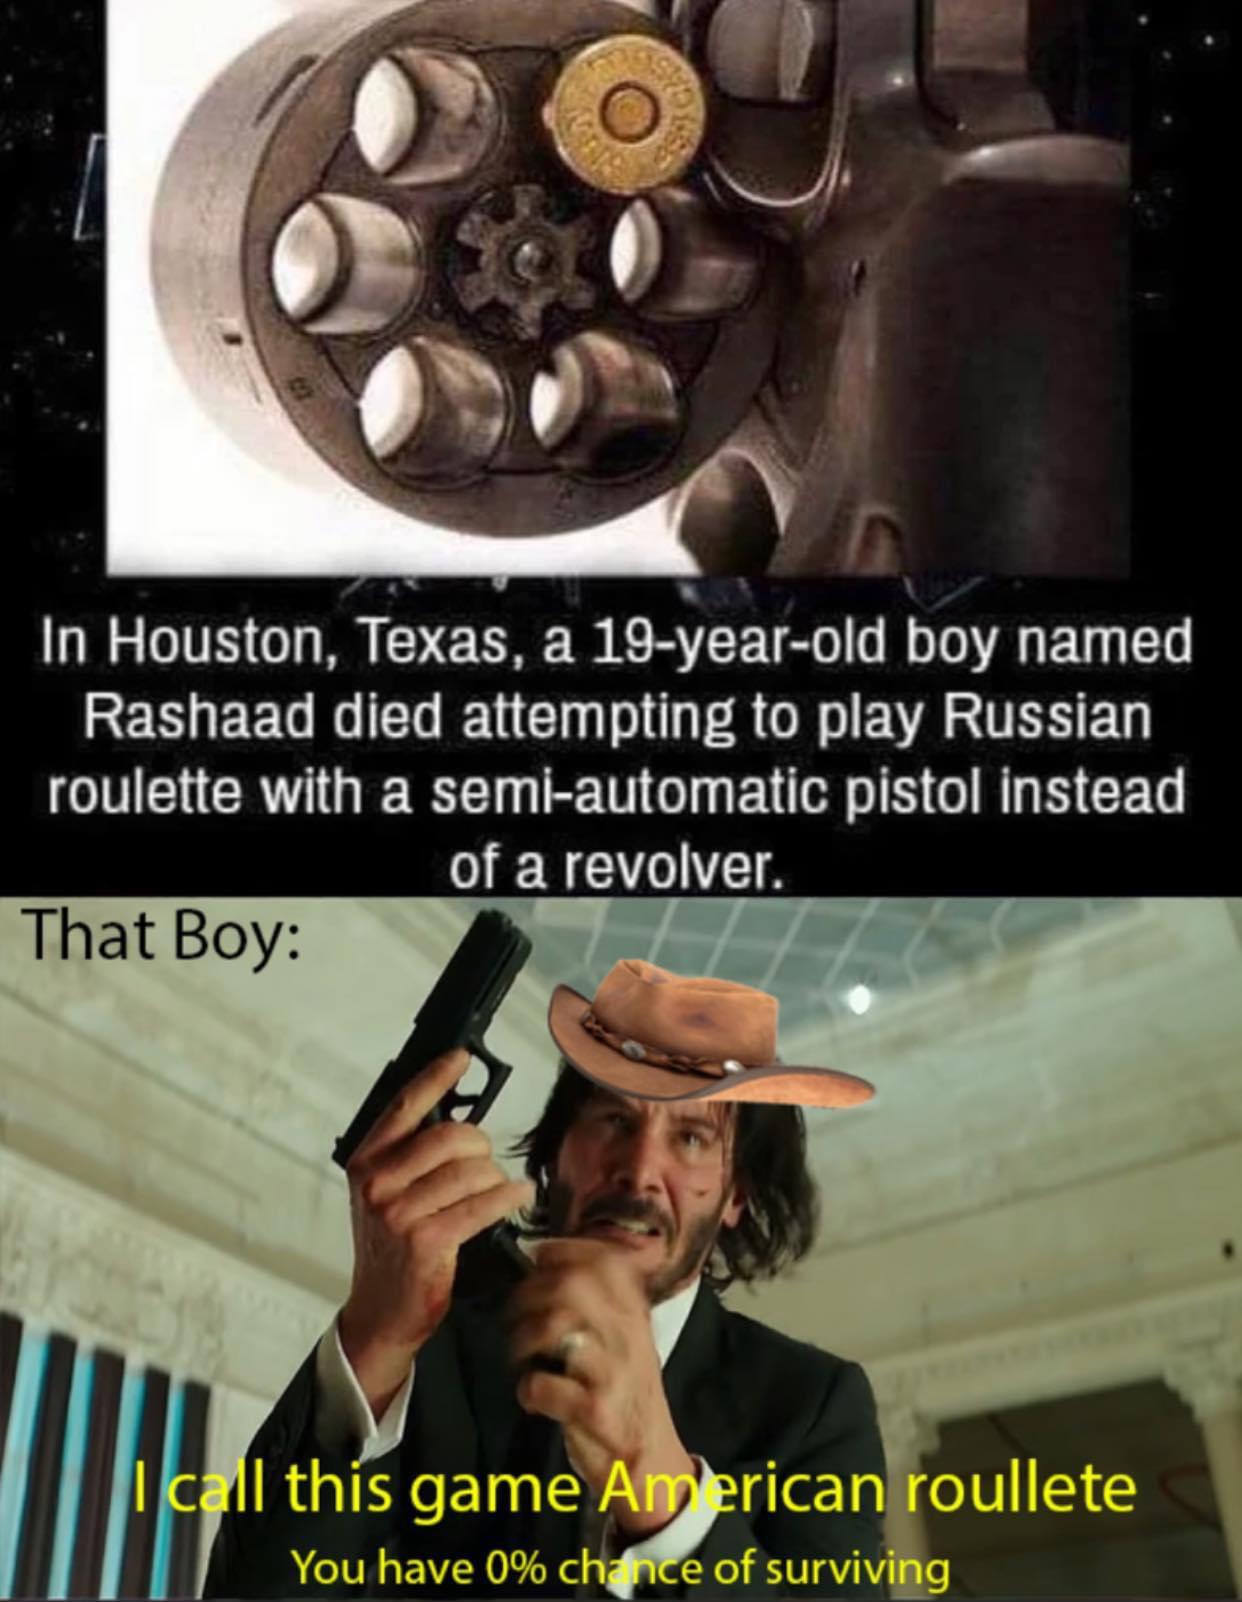 In Houston, Texas, a 19-year-old boy named
Rashaad died attempting to play Russian
roulette with a semi-automatic pistol instead
of a revolver.
That Boy:
I call this game American roullete
You have 0% chance of surviving